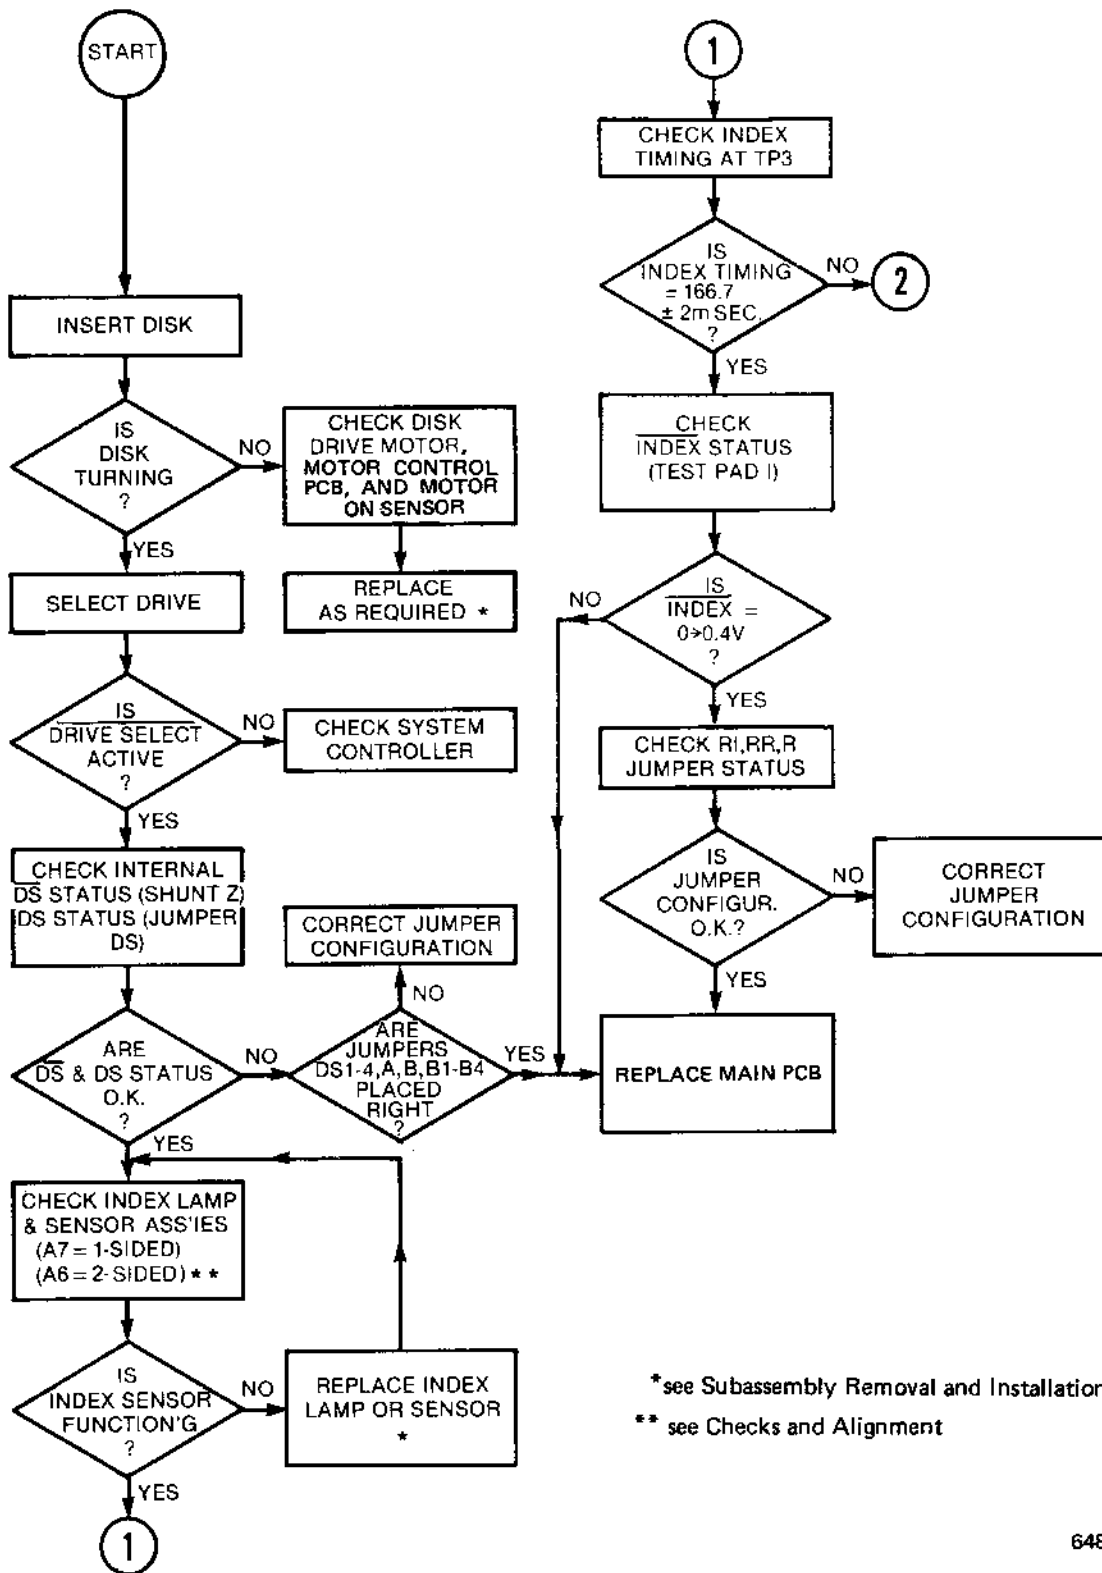 START
INSERT DISK
IS
DISK
TURNING
?
NO
CHECK DISK
DRIVE MOTOR,
MOTOR CONTROL
PCB, AND MOTOR
ON SENSOR
REPLACE
AS REQUIRED *
YES
SELECT DRIVE
IS
DRIVE SELECT
ACTIVE
?
NO
CHECK SYSTEM
CONTROLLER
YES
CHECK INTERNAL
DS STATUS (SHUNT Z)
DS STATUS (JUMPER
DS)
ARE
DS & DS STATUS
O.K.
?
NO
ARE
JUMPERS
DS1-4,A,B,B1-B4
PLACED
RIGHT
?
NO
CORRECT JUMPER
CONFIGURATION
YES
YES
CHECK INDEX LAMP
& SENSOR ASS'IES
(A7 = 1-SIDED)
(A6 = 2-SIDED) * *
IS
INDEX SENSOR
FUNCTION'G
?
NO
REPLACE INDEX
LAMP OR SENSOR
*
YES
1
1
CHECK INDEX
TIMING AT TP3
IS
INDEX TIMING
= 166.7
± 2m SEC.
?
NO
2
YES
CHECK
INDEX STATUS
(TEST PAD I)
IS
INDEX =
0→0.4V
?
NO
YES
CHECK RI,RR,R
JUMPER STATUS
IS
JUMPER
CONFIGUR.
O.K.?
NO
CORRECT
JUMPER
CONFIGURATION
YES
REPLACE MAIN PCB
*see Subassembly Removal and Installation
** see Checks and Alignment
648